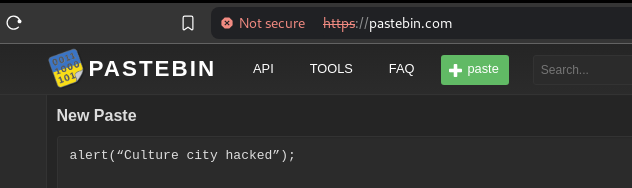 Not secure https://pastebin.com
PASTEBIN API TOOLS FAQ + paste Search...
New Paste
alert(“Culture city hacked”);